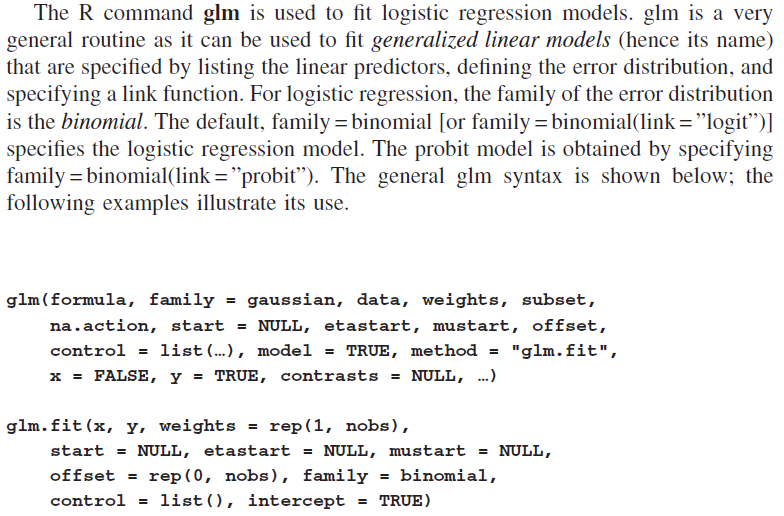 The R command glm is used to fit logistic regression models. glm is a very
general routine as it can be used to fit generalized linear models (hence its name)
that are specified by listing the linear predictors, defining the error distribution, and
specifying a link function. For logistic regression, the family of the error distribution
is the binomial. The default, family = binomial [or family = binomial(link = ”logit”)]
specifies the logistic regression model. The probit model is obtained by specifying
family = binomial(link = ”probit”). The general glm syntax is shown below; the
following examples illustrate its use.
glm(formula, family = gaussian, data, weights, subset,
na.action, start = NULL, etastart, mustart, offset,
control = list(…), model = TRUE, method = "glm.fit",
x = FALSE, y = TRUE, contrasts = NULL, …)
glm.fit(x, y, weights = rep(1, nobs),
start = NULL, etastart = NULL, mustart = NULL,
offset = rep(0, nobs), family = binomial,
control = list(), intercept = TRUE)